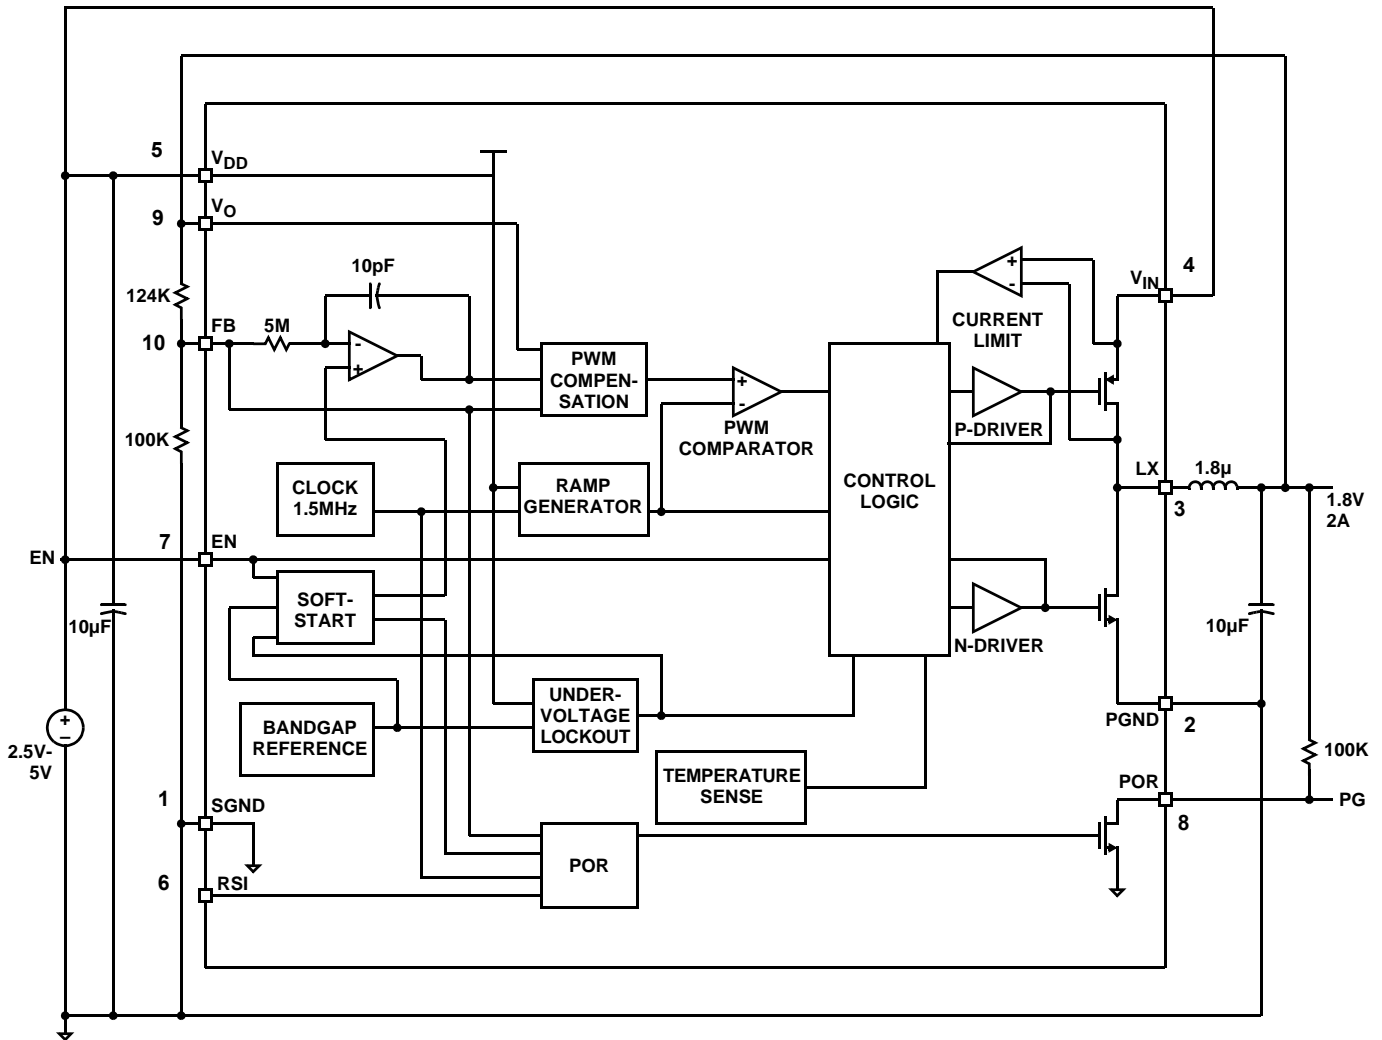 5
VDD
9
VO
124K
10pF
10
FB
5M
-
+
100K
PWM
COMPEN-
SATION
+
-
PWM
COMPARATOR
+
-
CURRENT
LIMIT
VIN
4
P-DRIVER
CONTROL
LOGIC
LX
1.8µ
3
1.8V
2A
CLOCK
1.5MHz
RAMP
GENERATOR
7
EN
EN
SOFT-
START
10µF
N-DRIVER
10µF
UNDER-
VOLTAGE
LOCKOUT
BANDGAP
REFERENCE
+
–
2.5V-
5V
PGND
2
100K
TEMPERATURE
SENSE
POR
8
PG
1
SGND
6
RSI
POR